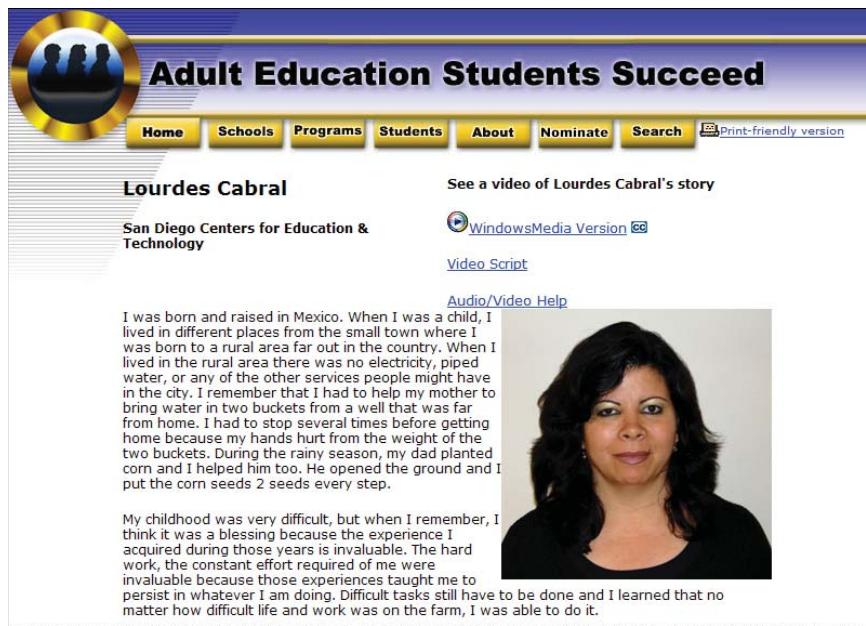 Adult Education Students Succeed
Home Schools Programs Students About Nominate Search Print-friendly version
Lourdes Cabral
San Diego Centers for Education &
Technology
See a video of Lourdes Cabral's story
WindowsMedia Version CC
Video Script
Audio/Video Help
I was born and raised in Mexico. When I was a child, I
lived in different places from the small town where I
was born to a rural area far out in the country. When I
lived in the rural area there was no electricity, piped
water, or any of the other services people might have
in the city. I remember that I had to help my mother to
bring water in two buckets from a well that was far
from home. I had to stop several times before getting
home because my hands hurt from the weight of the
two buckets. During the rainy season, my dad planted
corn and I helped him too. He opened the ground and I
put the corn seeds 2 seeds every step.
My childhood was very difficult, but when I remember, I
think it was a blessing because the experience I
acquired during those years is invaluable. The hard
work, the constant effort required of me were
invaluable because those experiences taught me to
persist in whatever I am doing. Difficult tasks still have to be done and I learned that no
matter how difficult life and work was on the farm, I was able to do it.